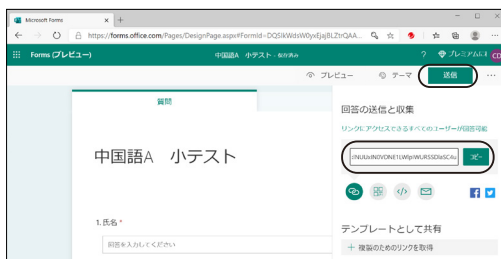 Microsoft Forms
https://forms.office.com/Pages/DesignPage.aspx#FormId=DQSIkWdsW0yxEjajBLZtrQAA...
Forms (プレビュー)
中国語A 小テスト - 保存済み
? プレミアムに
プレビュー
テーマ
送信
質問
中国語A 小テスト
1. 氏名 *
回答を入力してください
回答の送信と収集
リンクにアクセスできるすべてのユーザーが回答可能
コピー
テンプレートとして共有
+ 複製のためのリンクを取得